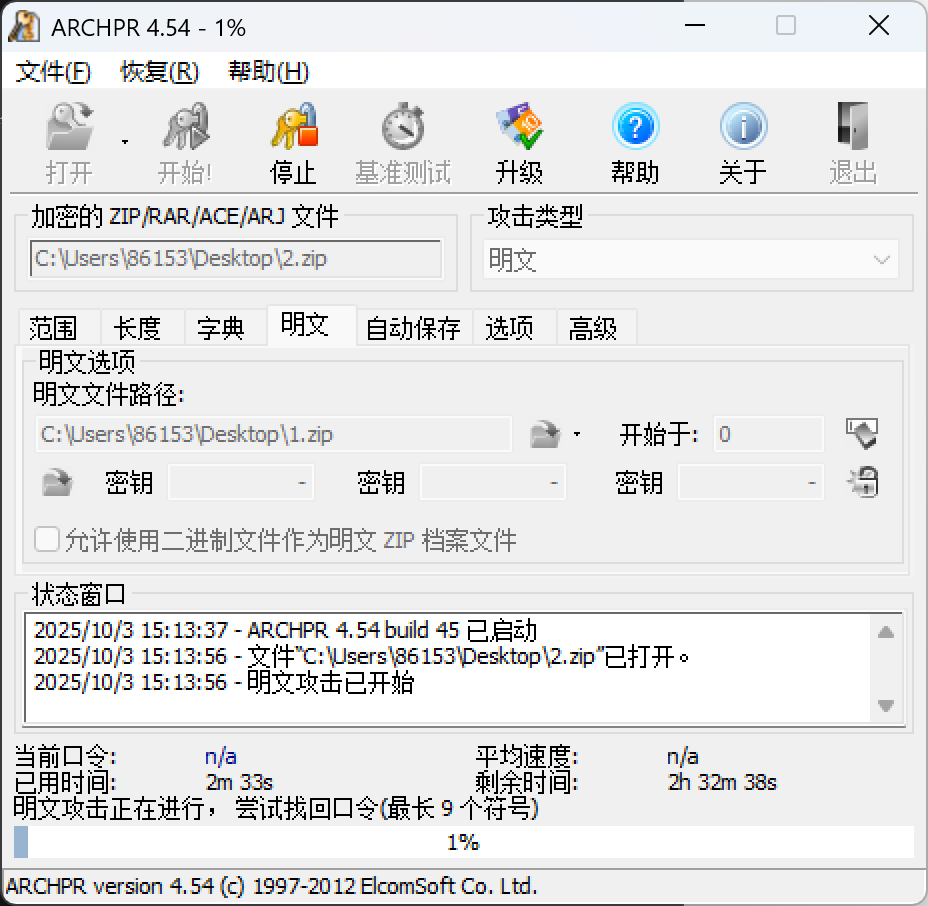 ARCHPR 4.54 - 1%
文件(F) 恢复(R) 帮助(H)
打开 开始! 停止 基准测试 升级 帮助 关于 退出
加密的 ZIP/RAR/ACE/ARJ 文件 攻击类型
C:\Users\86153\Desktop\2.zip 明文
范围 长度 字典 明文 自动保存 选项 高级
明文选项
明文文件路径:
C:\Users\86153\Desktop\1.zip 开始于: 0
密钥 - 密钥 - 密钥 -
允许使用二进制文件作为明文 ZIP 档案文件
状态窗口
2025/10/3 15:13:37 - ARCHPR 4.54 build 45 已启动
2025/10/3 15:13:56 - 文件“C:\Users\86153\Desktop\2.zip”已打开。
2025/10/3 15:13:56 - 明文攻击已开始
当前口令: n/a 平均速度: n/a
已用时间: 2m 33s 剩余时间: 2h 32m 38s
明文攻击正在进行，尝试找回口令(最长 9 个符号)
1%
ARCHPR version 4.54 (c) 1997-2012 ElcomSoft Co. Ltd.